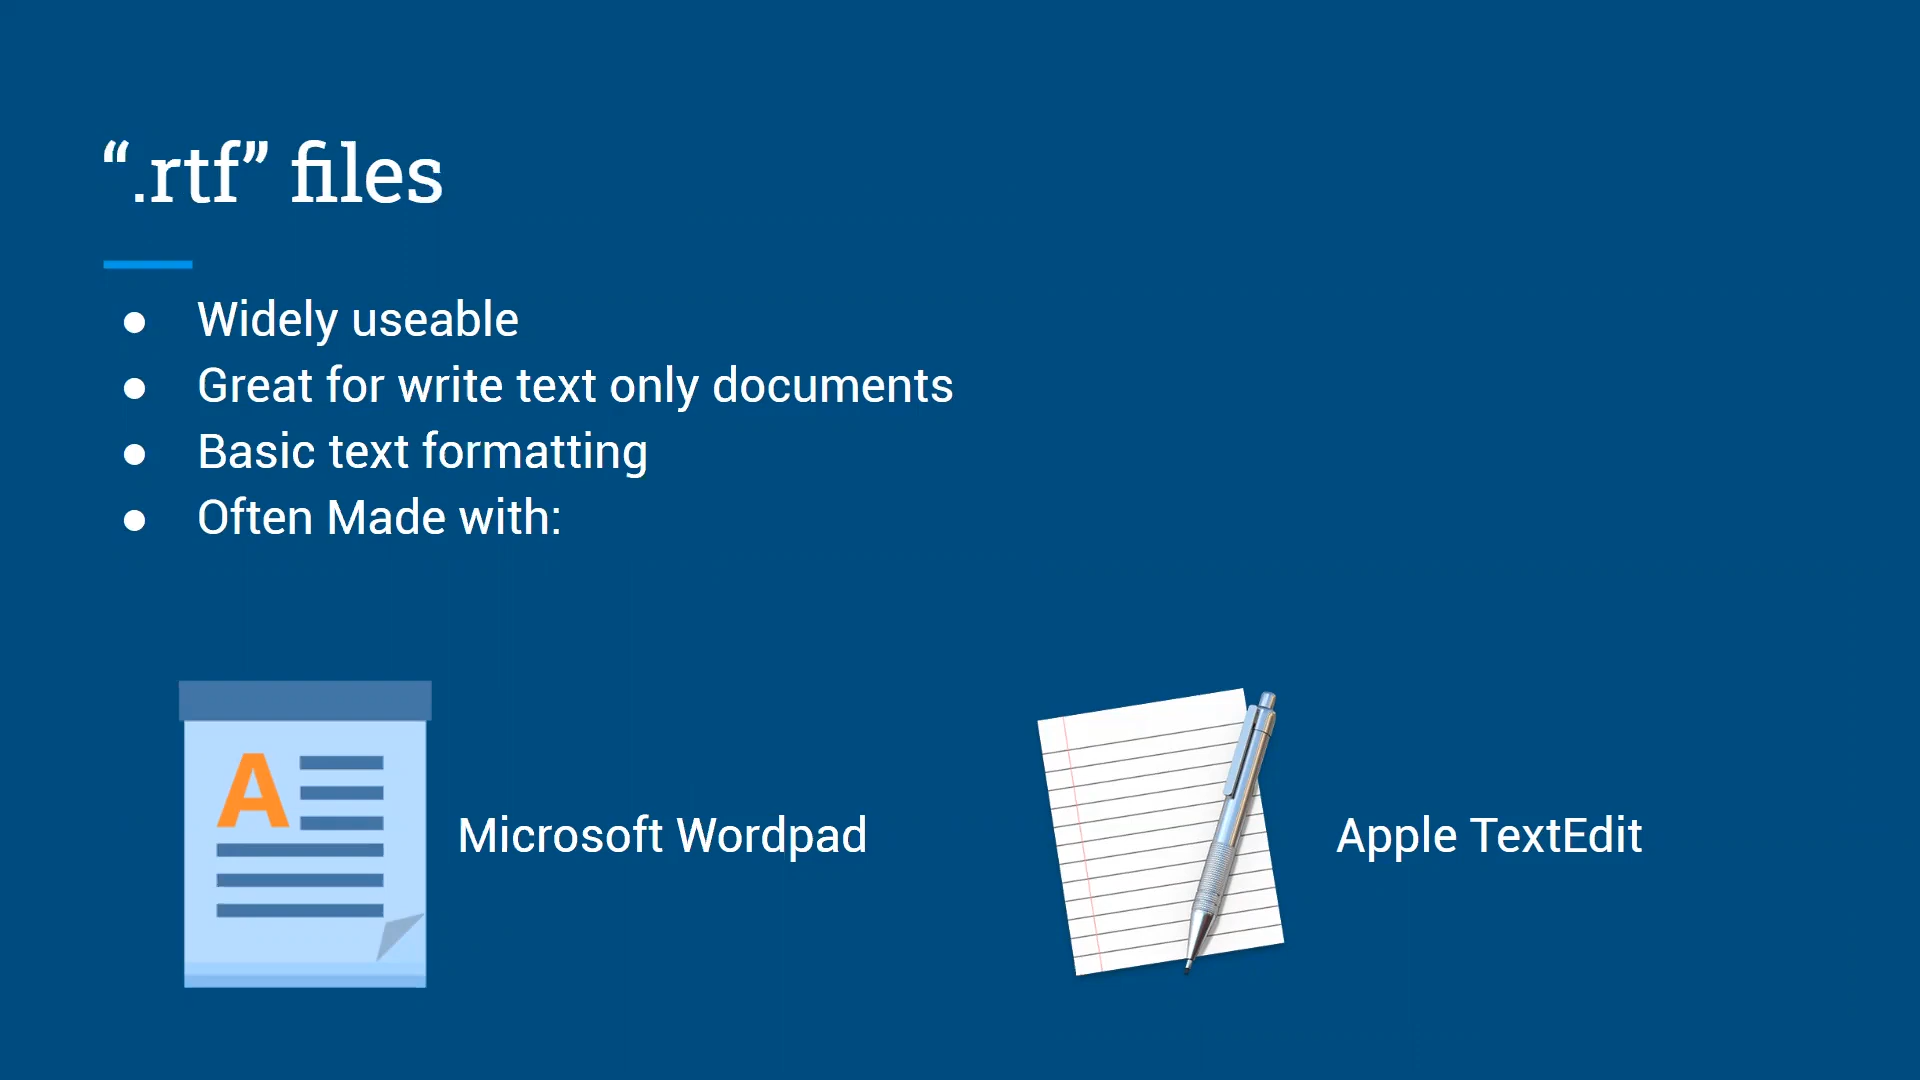 “.rtf” files
● Widely useable
● Great for write text only documents
● Basic text formatting
● Often Made with:
A
Microsoft Wordpad
Apple TextEdit